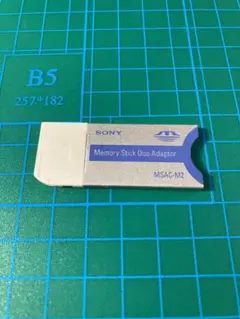 B5
257*182
SONY
Memory Stick Duo Adaptor
MSAC-M2